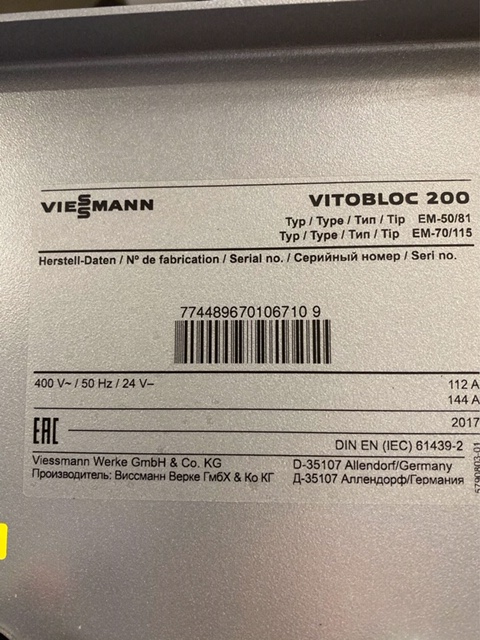 VIESSMANN
VITOBLOC 200
Typ / Type / Тип / Tip EM-50/81
Typ / Type / Тип / Tip EM-70/115
Herstell-Daten / Nº de fabrication / Serial no. / Серийный номер / Seri no.
774489670106710 9
400 V~ / 50 Hz / 24 V⎓ 112 A
144 A
EAC 2017
DIN EN (IEC) 61439-2
Viessmann Werke GmbH & Co. KG D-35107 Allendorf/Germany
Производитель: Виссманн Верке ГмбХ & Ко КГ Д-35107 Аллендорф/Германия
5790803-01